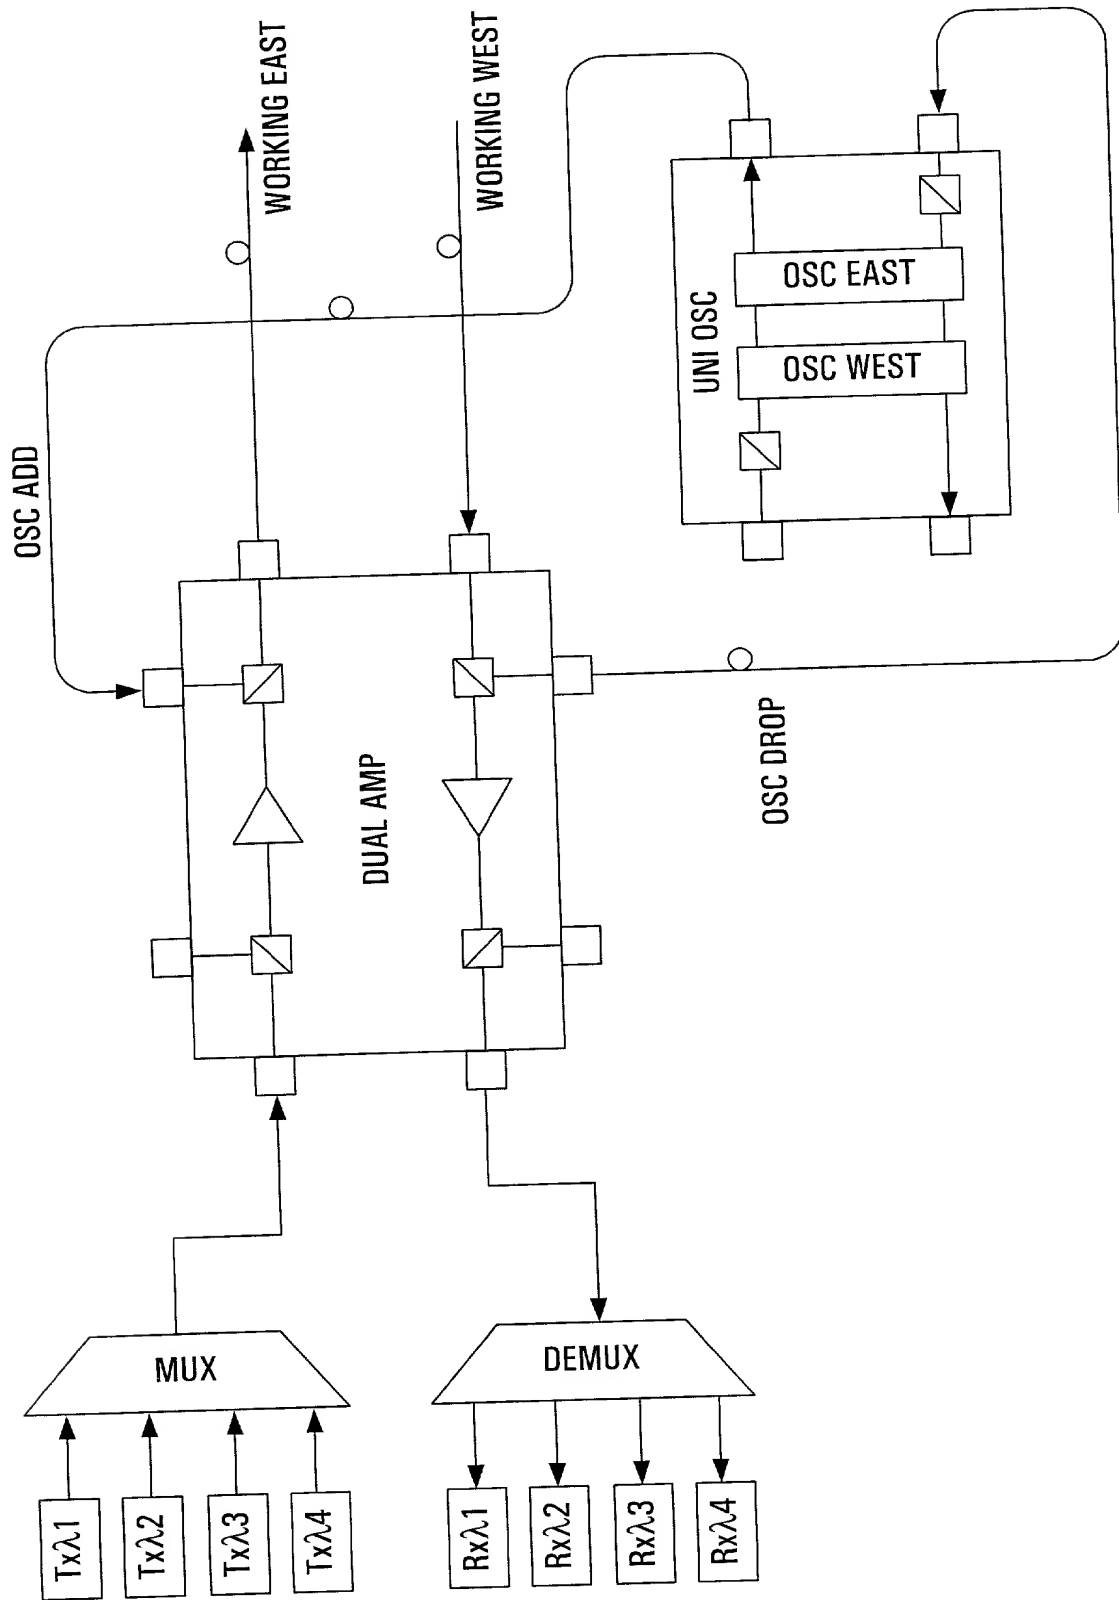 WORKING EAST
WORKING WEST
OSC ADD
UNI OSC
OSC EAST
OSC WEST
DUAL AMP
OSC DROP
MUX
DEMUX
Txλ1
Txλ2
Txλ3
Txλ4
Rxλ1
Rxλ2
Rxλ3
Rxλ4